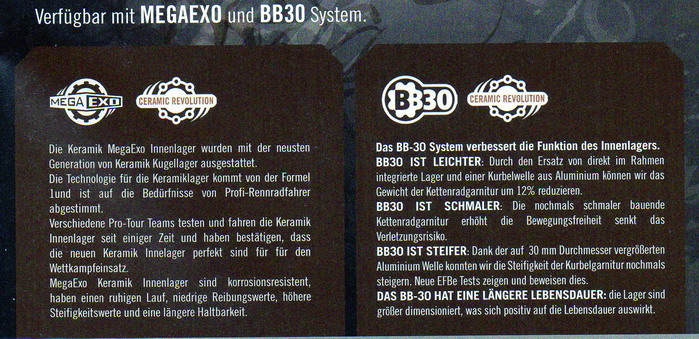 Verfügbar mit MEGAEXO und BB30 System.
MEGA EXO
CERAMIC REVOLUTION
Die Keramik MegaExo Innenlager wurden mit der neusten
Generation von Keramik Kugellager ausgestattet.
Die Technologie für die Keramiklager kommt von der Formel
1und ist auf die Bedürfnisse von Profi-Rennradfahrer
abgestimmt.
Verschiedene Pro-Tour Teams testen und fahren die Keramik
Innenlager seit einiger Zeit und haben bestätigen, dass
die neuen Keramik Innelager perfekt sind für für den
Wettkampfeinsatz.
MegaExo Keramik Innenlager sind korrosionsresistent,
haben einen ruhigen Lauf, niedrige Reibungswerte, höhere
Steifigkeitswerte und eine längere Haltbarkeit.
BB30
CERAMIC REVOLUTION
Das BB-30 System verbessert die Funktion des Innenlagers.
BB30 IST LEICHTER: Durch den Ersatz von direkt im Rahmen
integrierte Lager und einer Kurbelwelle aus Aluminium können wir das
Gewicht der Kettenradgarnitur um 12% reduzieren.
BB30 IST SCHMALER: Die nochmals schmaler bauende
Kettenradgarnitur erhöht die Bewegungsfreiheit senkt das
Verletzungsrisiko.
BB30 IST STEIFER: Dank der auf 30 mm Durchmesser vergrößerten
Aluminium Welle konnten wir die Steifigkeit der Kurbelgarnitur nochmals
steigern. Neue EFBe Tests zeigen und beweisen dies.
DAS BB-30 HAT EINE LÄNGERE LEBENSDAUER: die Lager sind
größer dimensioniert, was sich positiv auf die Lebensdauer auswirkt.